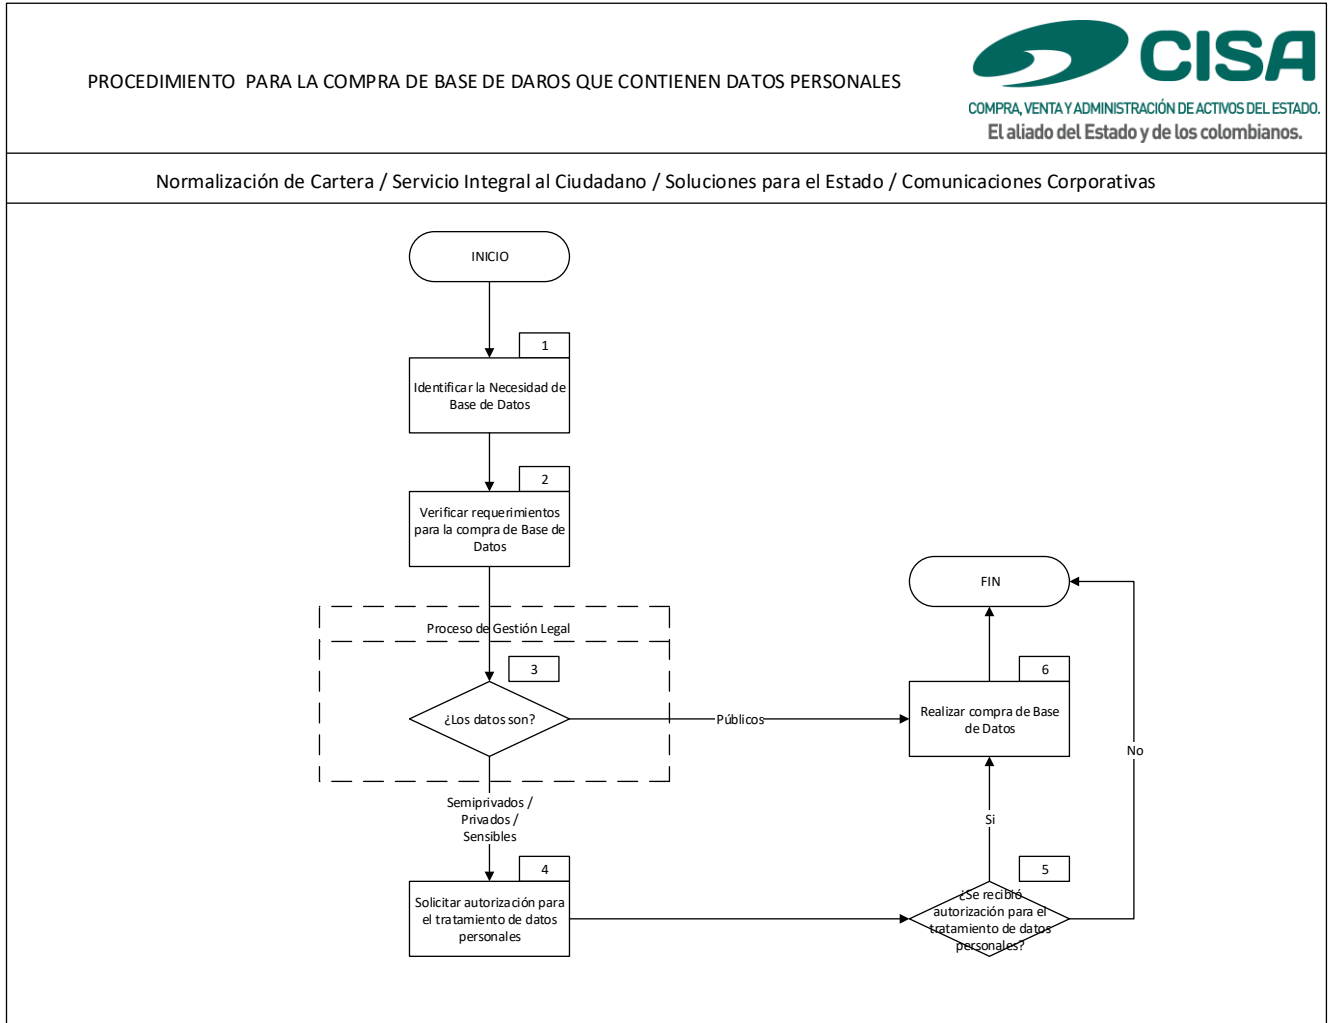 PROCEDIMIENTO PARA LA COMPRA DE BASE DE DAROS QUE CONTIENEN DATOS PERSONALES
CISA
COMPRA, VENTA Y ADMINISTRACIÓN DE ACTIVOS DEL ESTADO.
El aliado del Estado y de los colombianos.
Normalización de Cartera / Servicio Integral al Ciudadano / Soluciones para el Estado / Comunicaciones Corporativas
INICIO
1
Identificar la Necesidad de
Base de Datos
2
Verificar requerimientos
para la compra de Base de
Datos
Proceso de Gestión Legal
3
¿Los datos son?
Públicos
Semiprivados /
Privados /
Sensibles
4
Solicitar autorización para
el tratamiento de datos
personales
5
¿Se recibió
autorización para el
tratamiento de datos
personales?
Si
No
6
Realizar compra de Base
de Datos
FIN